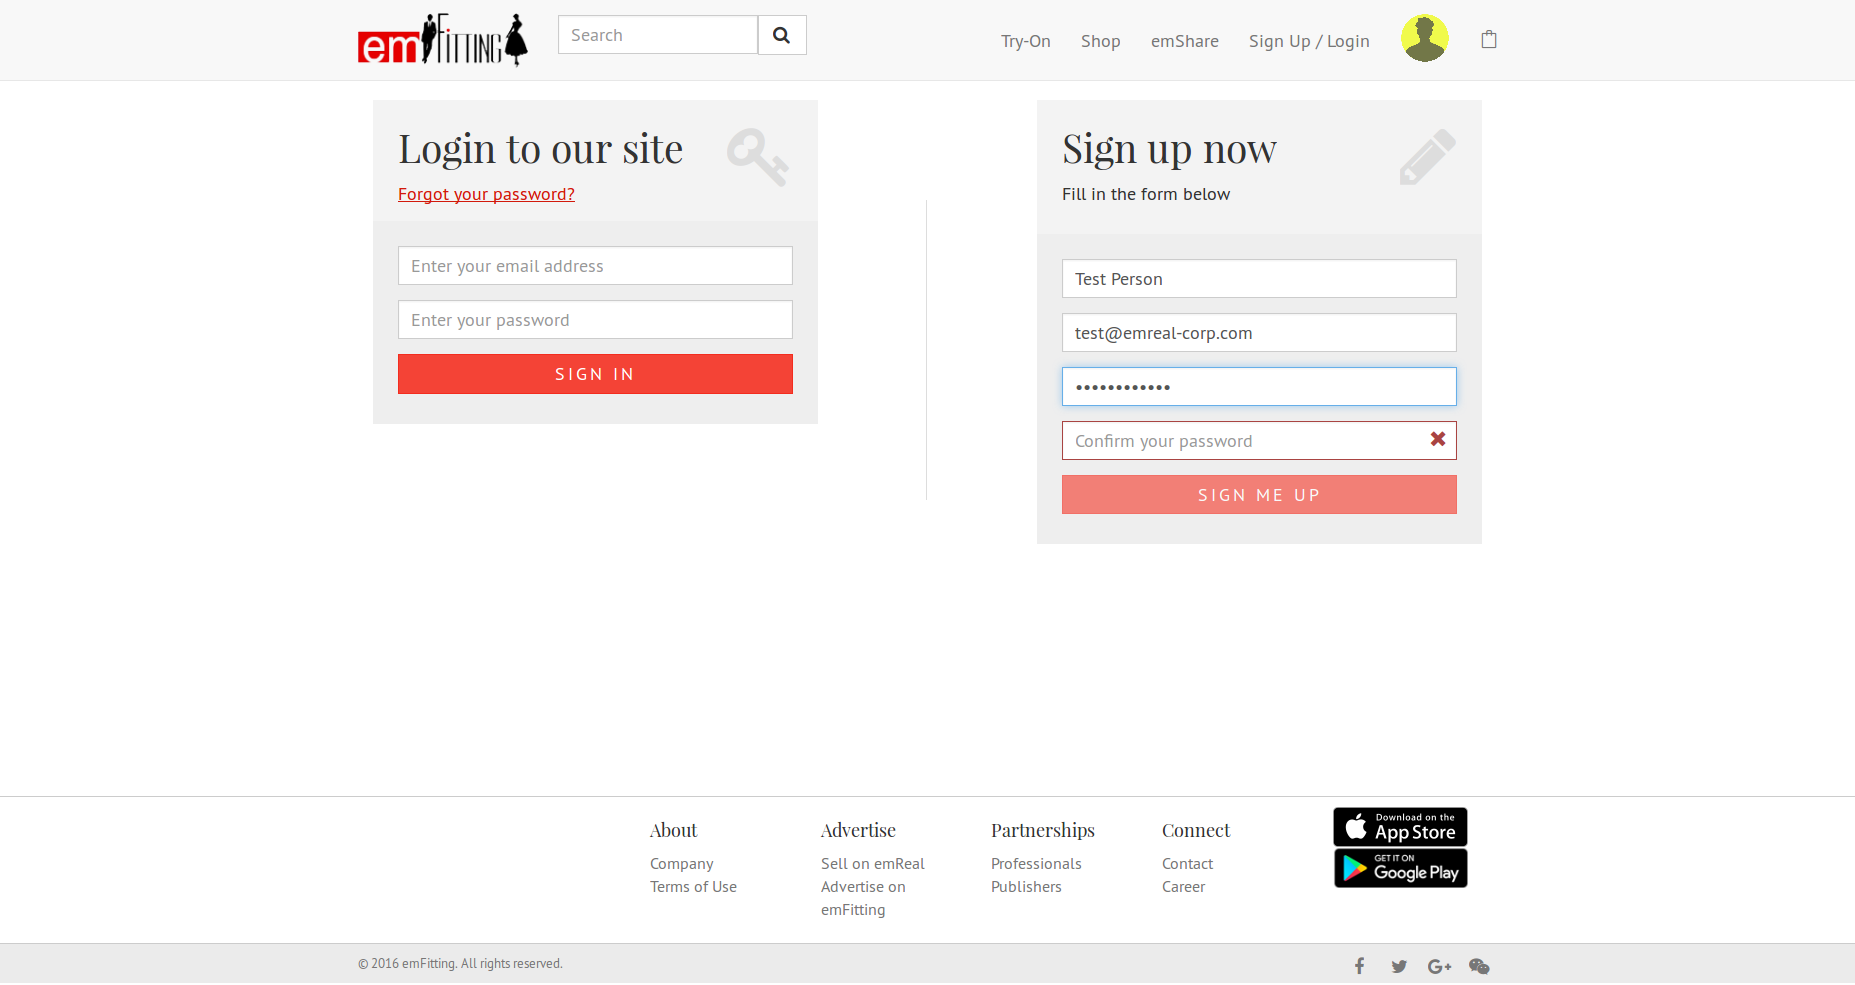 em FITTING
Search
Try-On
Shop
emShare
Sign Up / Login
Login to our site
Forgot your password?
Enter your email address
Enter your password
SIGN IN
Sign up now
Fill in the form below
Test Person
test@emreal-corp.com
••••••••••••
Confirm your password
SIGN ME UP
About
Company
Terms of Use
Advertise
Sell on emReal
Advertise on
emFitting
Partnerships
Professionals
Publishers
Connect
Contact
Career
Download on the
App Store
GET IT ON
Google Play
© 2016 emFitting. All rights reserved.